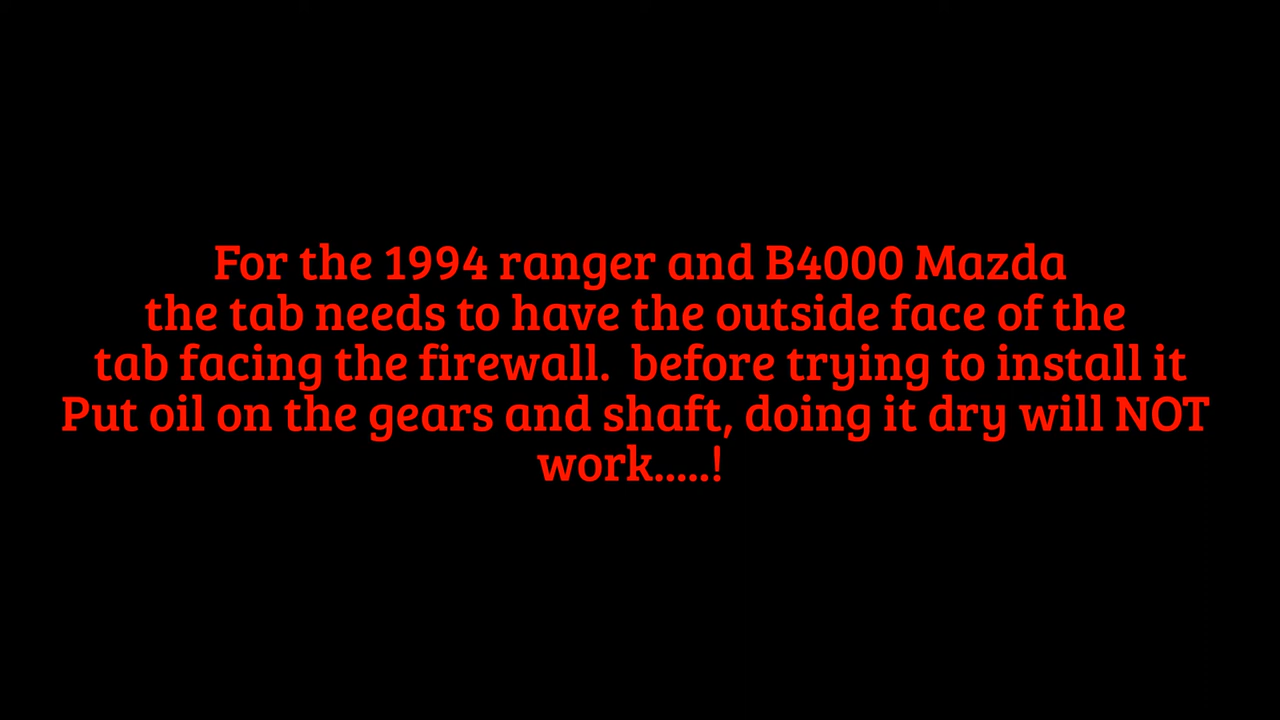 For the 1994 ranger and B4000 Mazda
the tab needs to have the outside face of the
tab facing the firewall.  before trying to install it
Put oil on the gears and shaft, doing it dry will NOT
work.....!